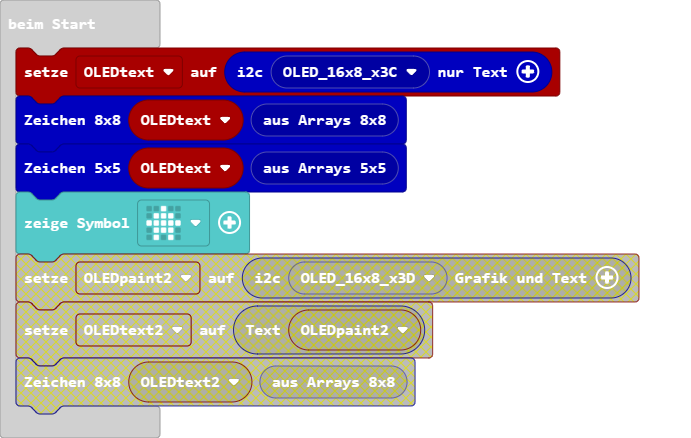 beim Start
setze OLEDtext auf i2c OLED_16x8_x3C nur Text
Zeichen 8x8 OLEDtext aus Arrays 8x8
Zeichen 5x5 OLEDtext aus Arrays 5x5
zeige Symbol
setze OLEDpaint2 auf i2c OLED_16x8_x3D Grafik und Text
setze OLEDtext2 auf Text OLEDpaint2
Zeichen 8x8 OLEDtext2 aus Arrays 8x8